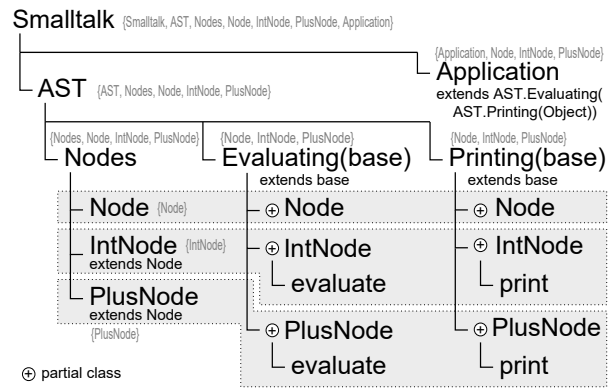 Smalltalk {Smalltalk, AST, Nodes, Node, IntNode, PlusNode, Application}
{Application, Node, IntNode, PlusNode}
Application
extends AST.Evaluating(
AST.Printing(Object))
AST {AST, Nodes, Node, IntNode, PlusNode}
{Nodes, Node, IntNode, PlusNode} {Node, IntNode, PlusNode} {Node, IntNode, PlusNode}
Nodes Evaluating(base) Printing(base)
extends base extends base
Node {Node} ⊕ Node ⊕ Node
IntNode {IntNode} ⊕ IntNode ⊕ IntNode
extends Node
evaluate print
PlusNode
extends Node
{PlusNode} ⊕ PlusNode ⊕ PlusNode
evaluate print
⊕ partial class